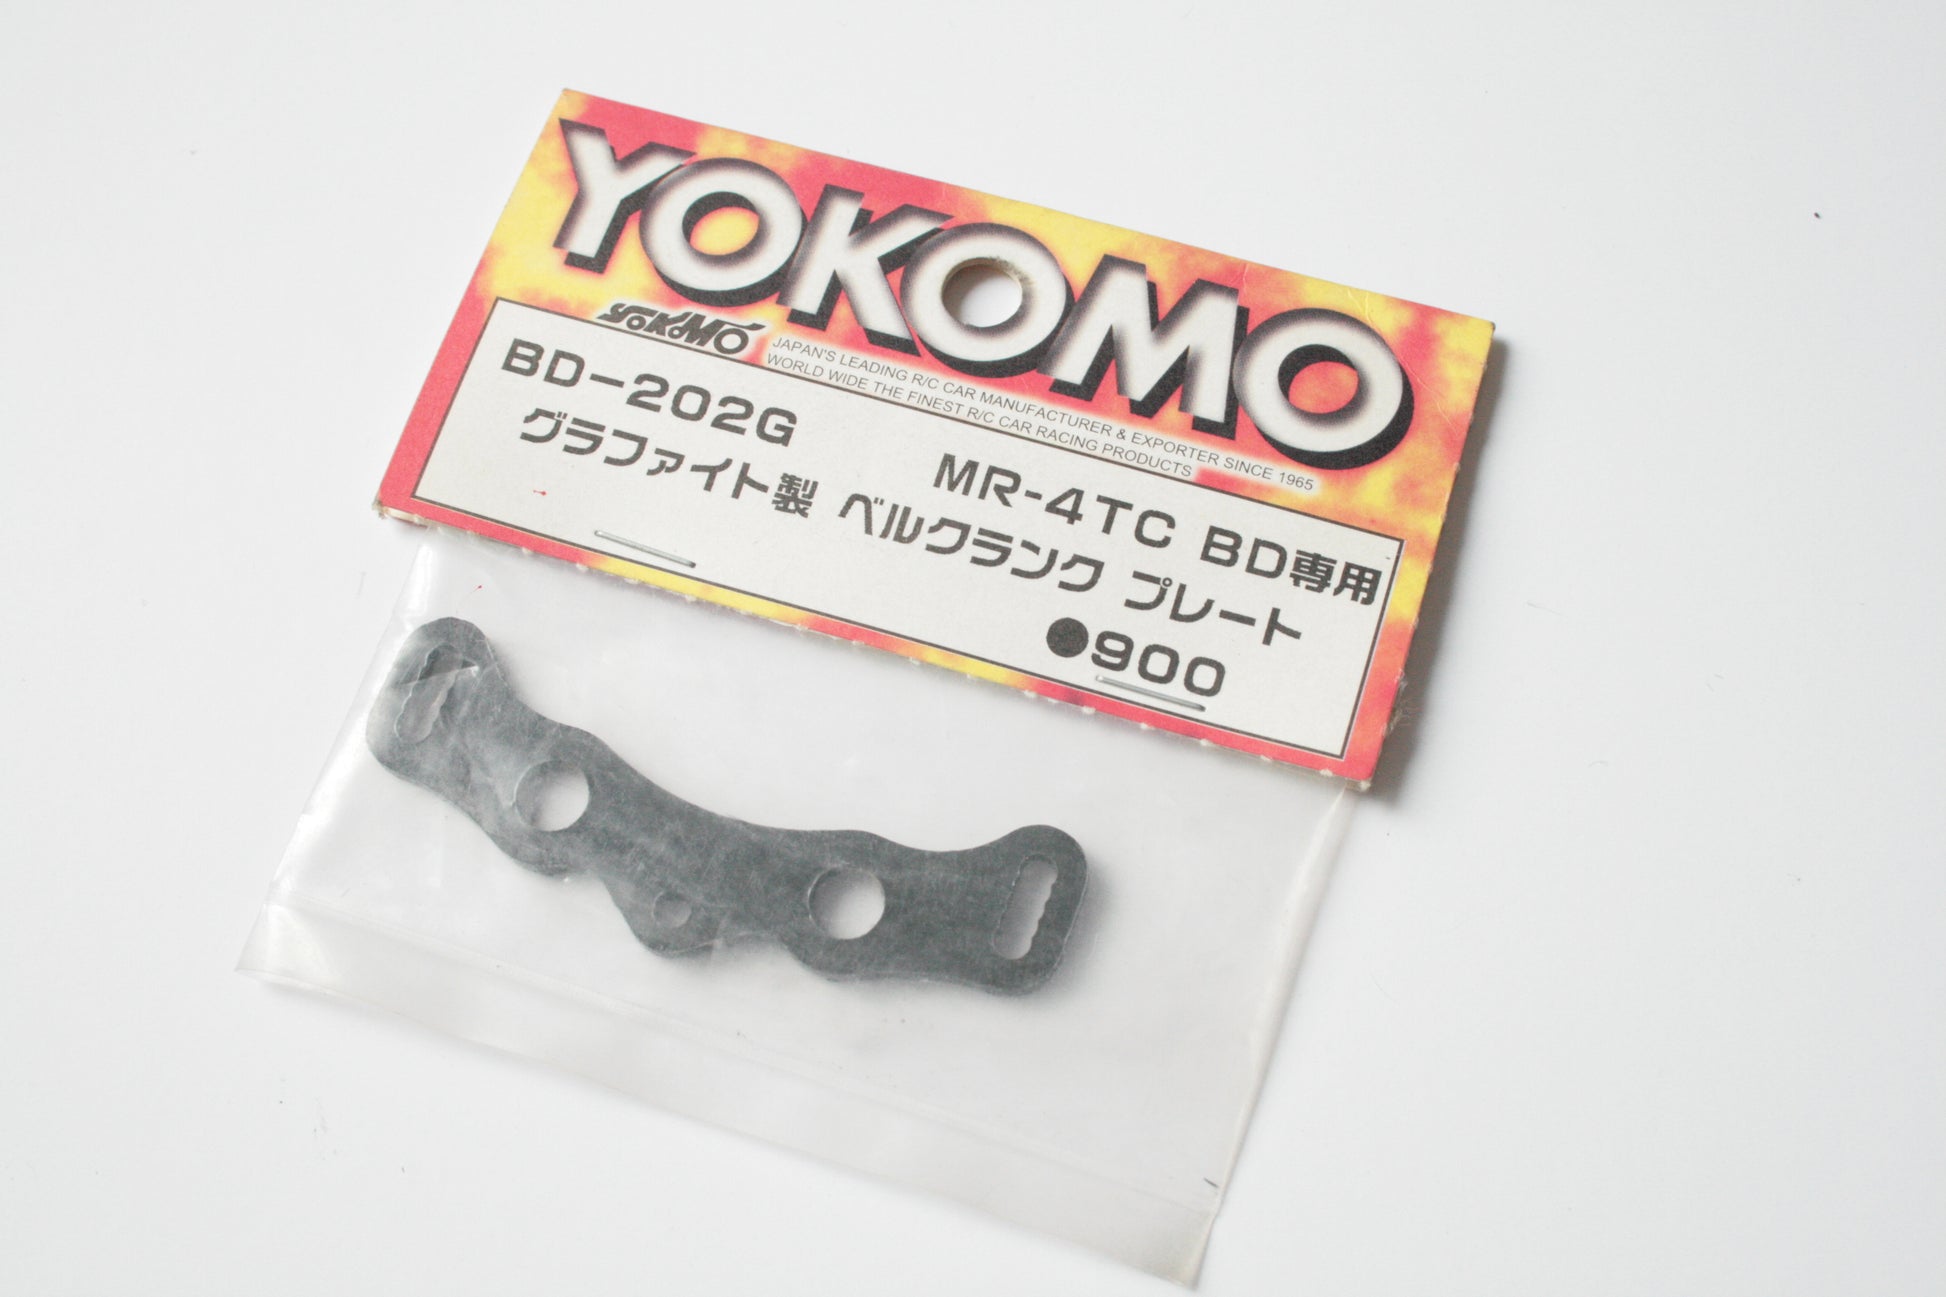 YOKOMO
YOKOMO
JAPAN'S LEADING R/C CAR MANUFACTURER & EXPORTER SINCE 1965
WORLD WIDE THE FINEST R/C CAR RACING PRODUCTS
BD-202G
MR-4TC BD専用
グラファイト製 ベルクランク プレート
●900